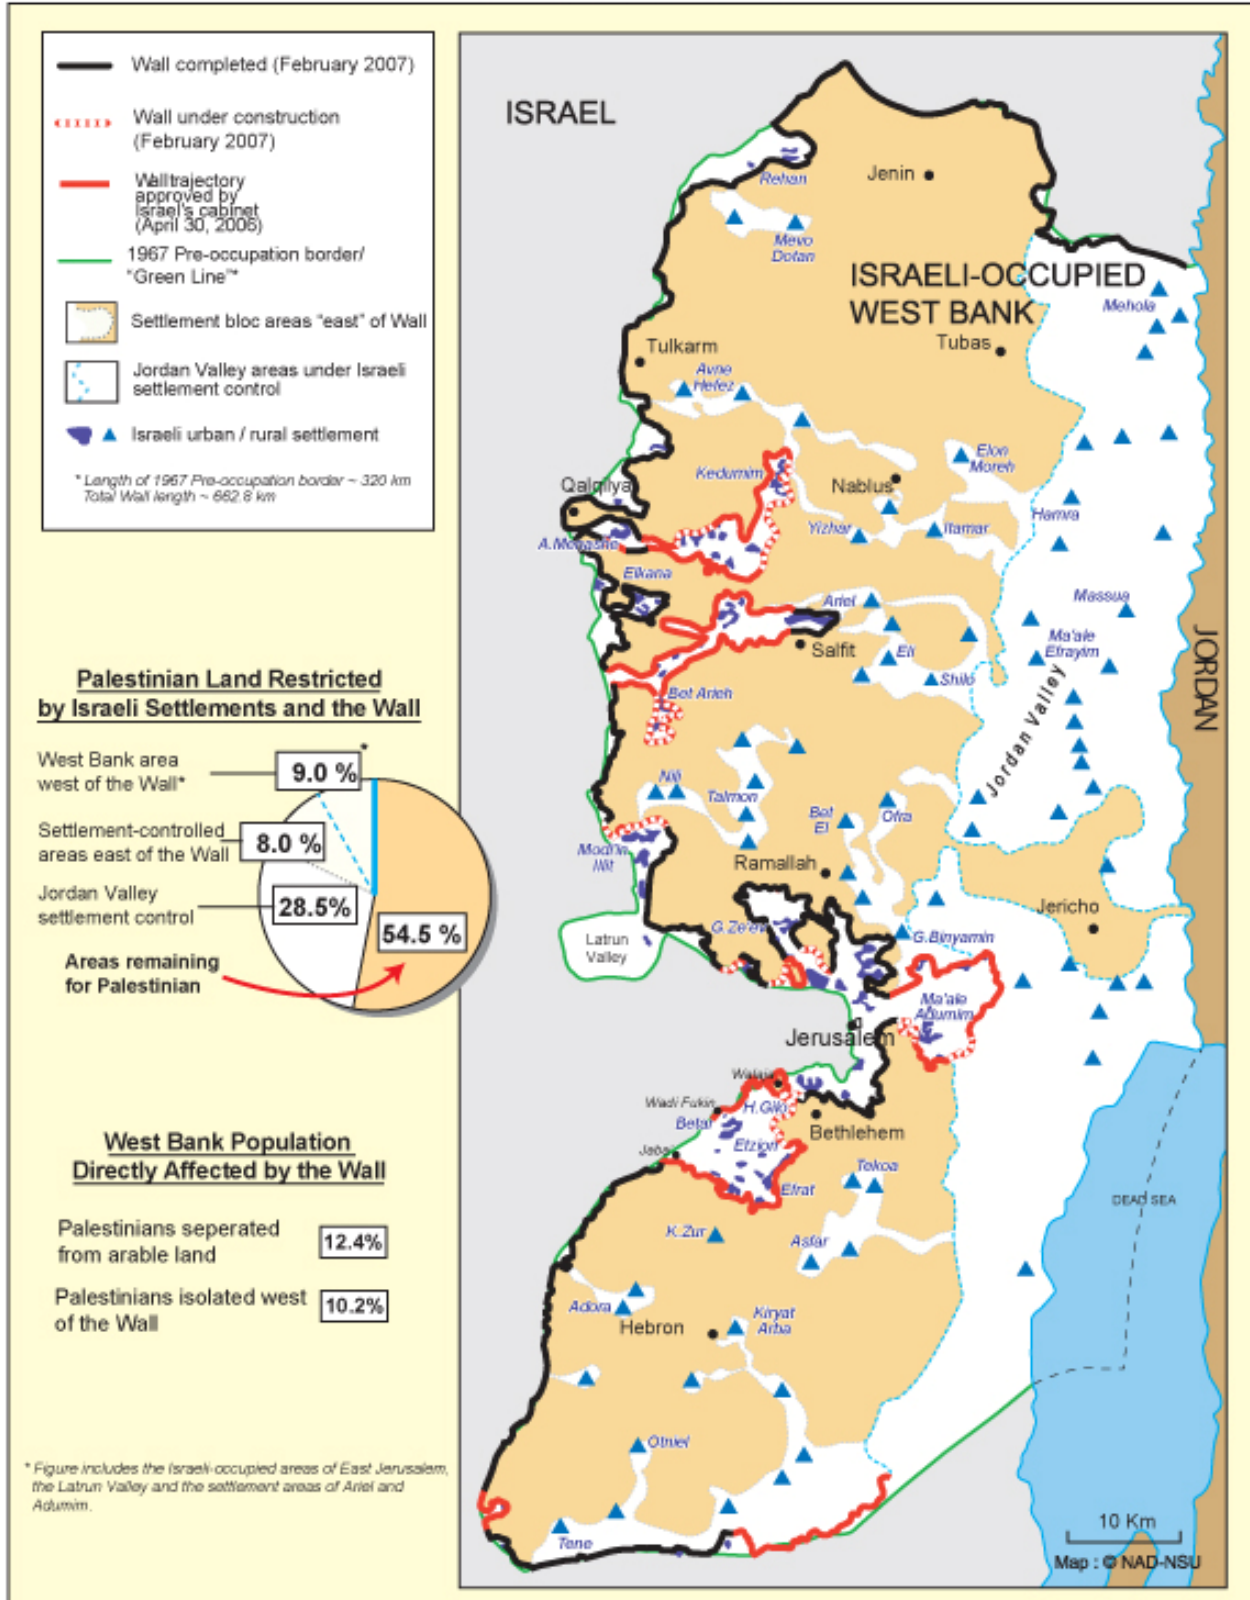 Wall completed (February 2007)
Wall under construction
(February 2007)
Wall trajectory
approved by
Israel's cabinet
(April 30, 2006)
1967 Pre-occupation border/
"Green Line"*
Settlement bloc areas "east" of Wall
Jordan Valley areas under Israeli
settlement control
Israeli urban / rural settlement
* Length of 1967 Pre-occupation border ~ 320 km
Total Wall length ~ 662.8 km
Palestinian Land Restricted
by Israeli Settlements and the Wall
West Bank area
west of the Wall*
9.0 %
*
Settlement-controlled
areas east of the Wall
8.0 %
Jordan Valley
settlement control
28.5%
54.5 %
Areas remaining
for Palestinian
West Bank Population
Directly Affected by the Wall
Palestinians seperated
from arable land
12.4%
Palestinians isolated west
of the Wall
10.2%
* Figure includes the Israeli-occupied areas of East Jerusalem,
the Latrun Valley and the settlement areas of Ariel and
Adumim.
ISRAEL
Jenin
Rehan
Mevo
Dotan
ISRAELI-OCCUPIED
WEST BANK
Mehola
Tubas
Tulkarm
Avne
Hefez
Elon
Moreh
Kedumim
Nablus
Qalqilya
Hamra
Yizhar
Itamar
A.Menashe
Elkana
Ariel
Massua
Ma'ale
Efrayim
JORDAN
Salfit
Eli
Shilo
Bet Arieh
Jordan Valley
Nili
Talmon
Bet
El
Ofra
Modi'in
Illit
Ramallah
Jericho
G.Ze'ev
G.Binyamin
Latrun
Valley
Ma'ale
Adumim
Jerusalem
Walaja
Wadi Fukin
H.Gilo
Betar
Bethlehem
Etzion
Jaba
Tekoa
Efrat
DEAD SEA
K.Zur
Asfar
Adora
Kiryat
Arba
Hebron
Otniel
Tene
10 Km
Map : © NAD-NSU